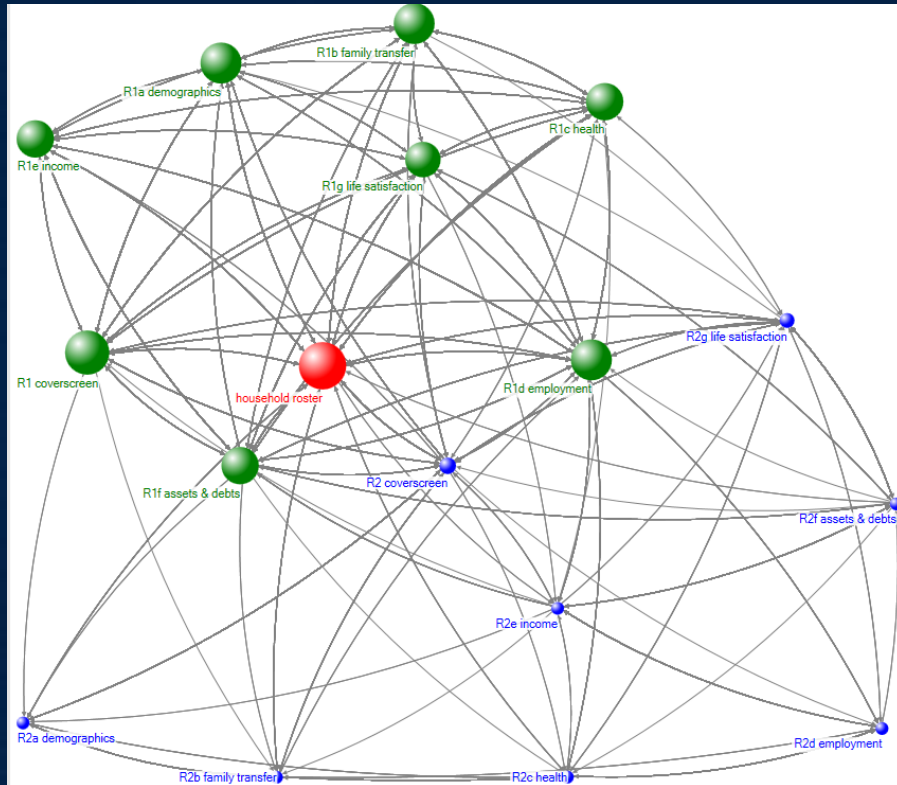 R1b family transfer
R1a demographics
R1c health
R1e income
R1g life satisfaction
R2g life satisfaction
R1 coverscreen
household roster
R1d employment
R2 coverscreen
R1f assets & debts
R2f assets & debts
R2e income
R2a demographics
R2d employment
R2b family transfer
R2c health